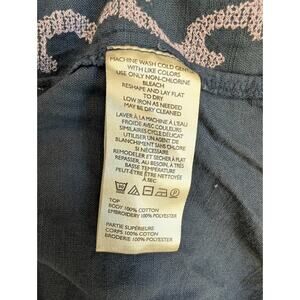 MACHINE WASH COLD GENTLE
WITH LIKE COLORS
USE ONLY NON-CHLORINE
BLEACH
RESHAPE AND LAY FLAT
TO DRY
LOW IRON AS NEEDED
MAY BE DRY CLEANED
LAVER À LA MACHINE À L'EAU
FROIDE AVEC COULEURS
SIMILAIRES CYCLE DÉLICAT
UTILISER UN AGENT DE
BLANCHIMENT SANS CHLORE
SI NÉCESSAIRE
REMODELER ET SÉCHER À PLAT
REPASSER, AU BESOIN, À TRÈS
BASSE TEMPÉRATURE
PEUT-ÊTRE ÊTRE NETTOYÉE
À SEC
TOP
BODY 100% COTTON
EMBROIDERY 100% POLYESTER
PARTIE SUPÉRIEURE
CORPS 100% COTON
BRODERIE 100% POLYESTER